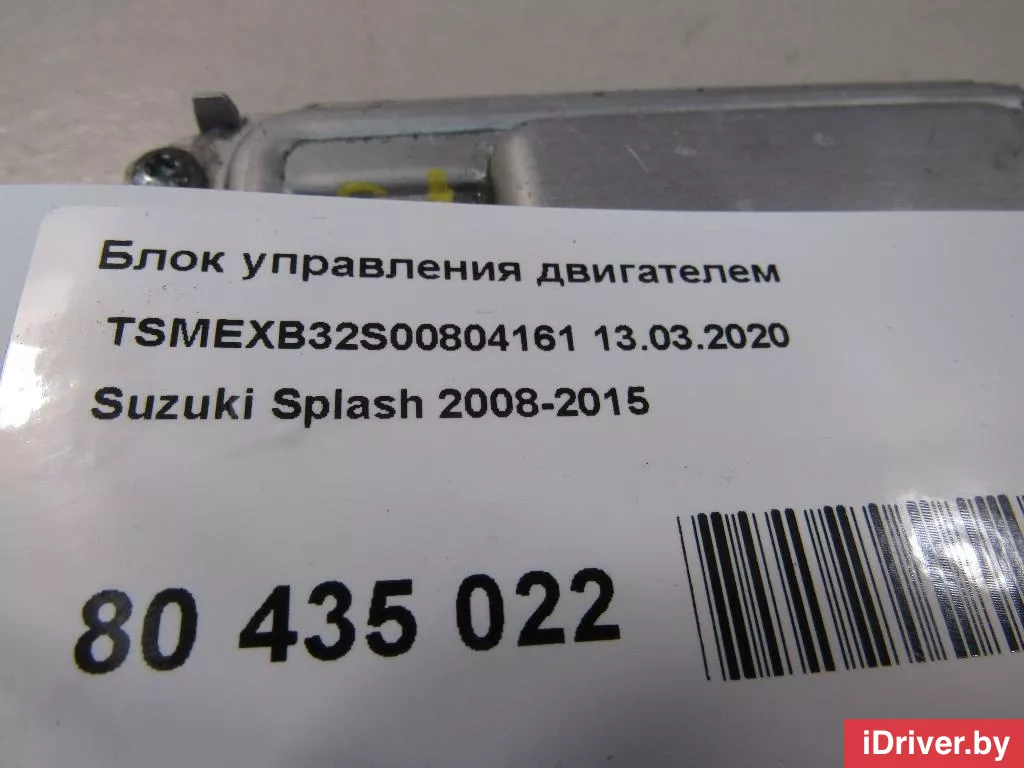 Блок управления двигателем
TSMEXB32S00804161 13.03.2020
Suzuki Splash 2008-2015
80 435 022
iDriver.by